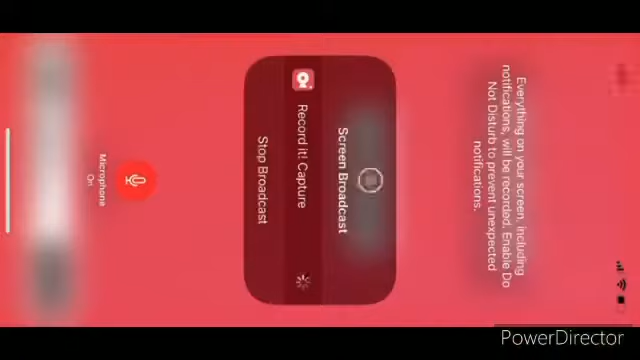 Everything on your screen, including
notifications, will be recorded. Enable Do
Not Disturb to prevent unexpected
notifications.
Screen Broadcast
Record it! Capture
Stop Broadcast
Microphone
On
PowerDirector